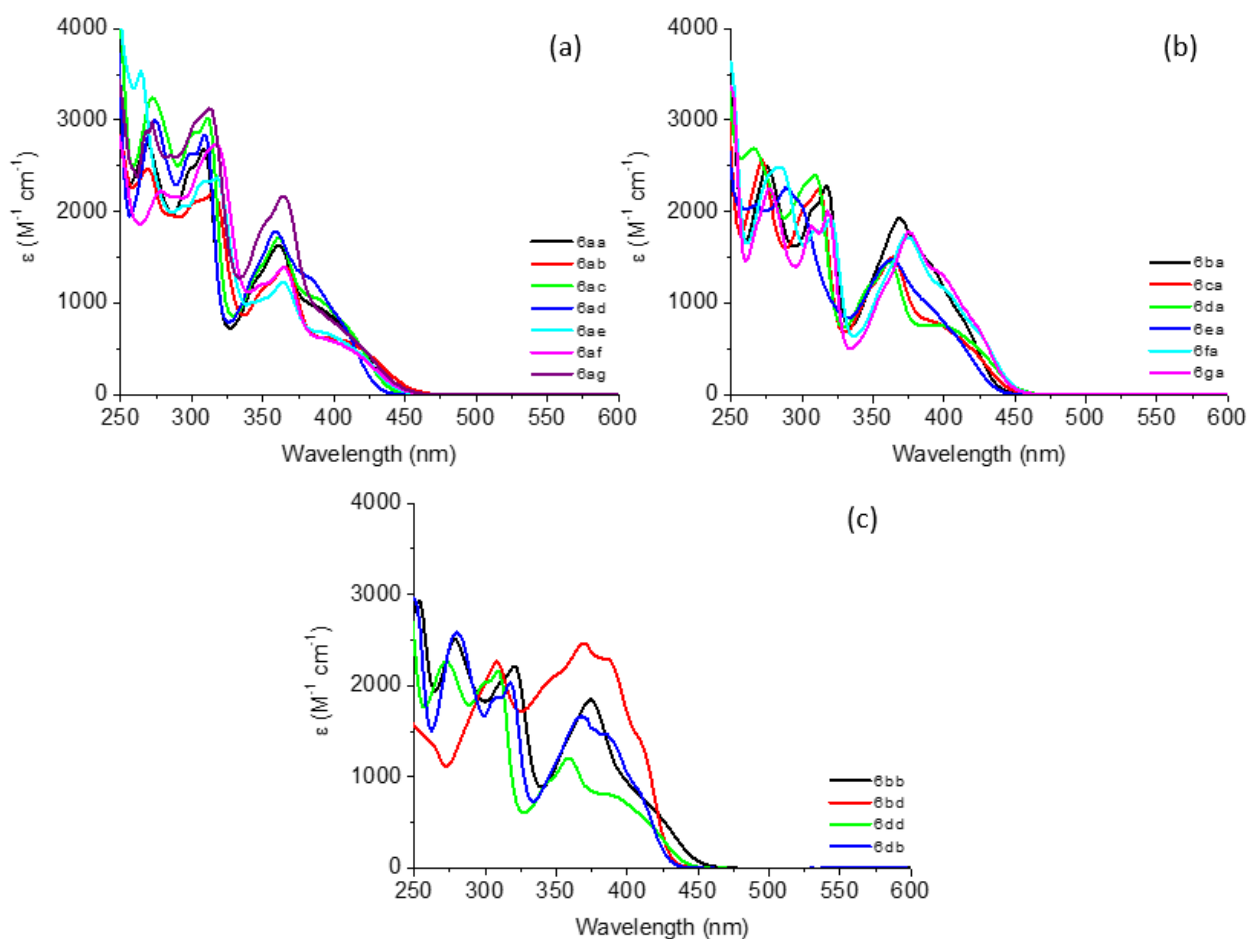 (a)
4000
3000
2000
1000
0
ε (M⁻¹ cm⁻¹)
6aa
6ab
6ac
6ad
6ae
6af
6ag
250 300 350 400 450 500 550 600
Wavelength (nm)
(b)
4000
3000
2000
1000
0
ε (M⁻¹ cm⁻¹)
6ba
6ca
6da
6ea
6fa
6ga
250 300 350 400 450 500 550 600
Wavelength (nm)
(c)
4000
3000
2000
1000
0
ε (M⁻¹ cm⁻¹)
6bb
6bd
6dd
6db
250 300 350 400 450 500 550 600
Wavelength (nm)